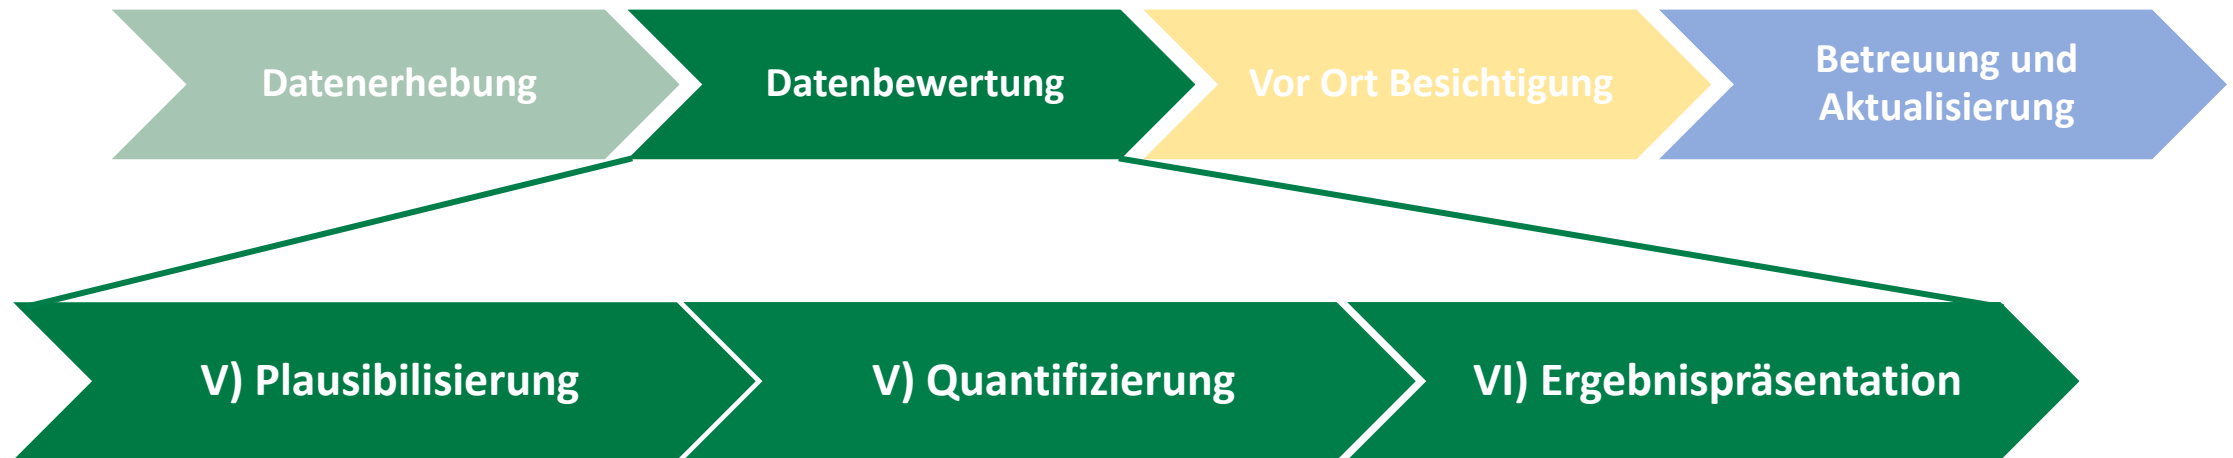 Datenerhebung
Datenbewertung
Vor Ort Besichtigung
Betreuung und
Aktualisierung
V) Plausibilisierung
V) Quantifizierung
VI) Ergebnispräsentation